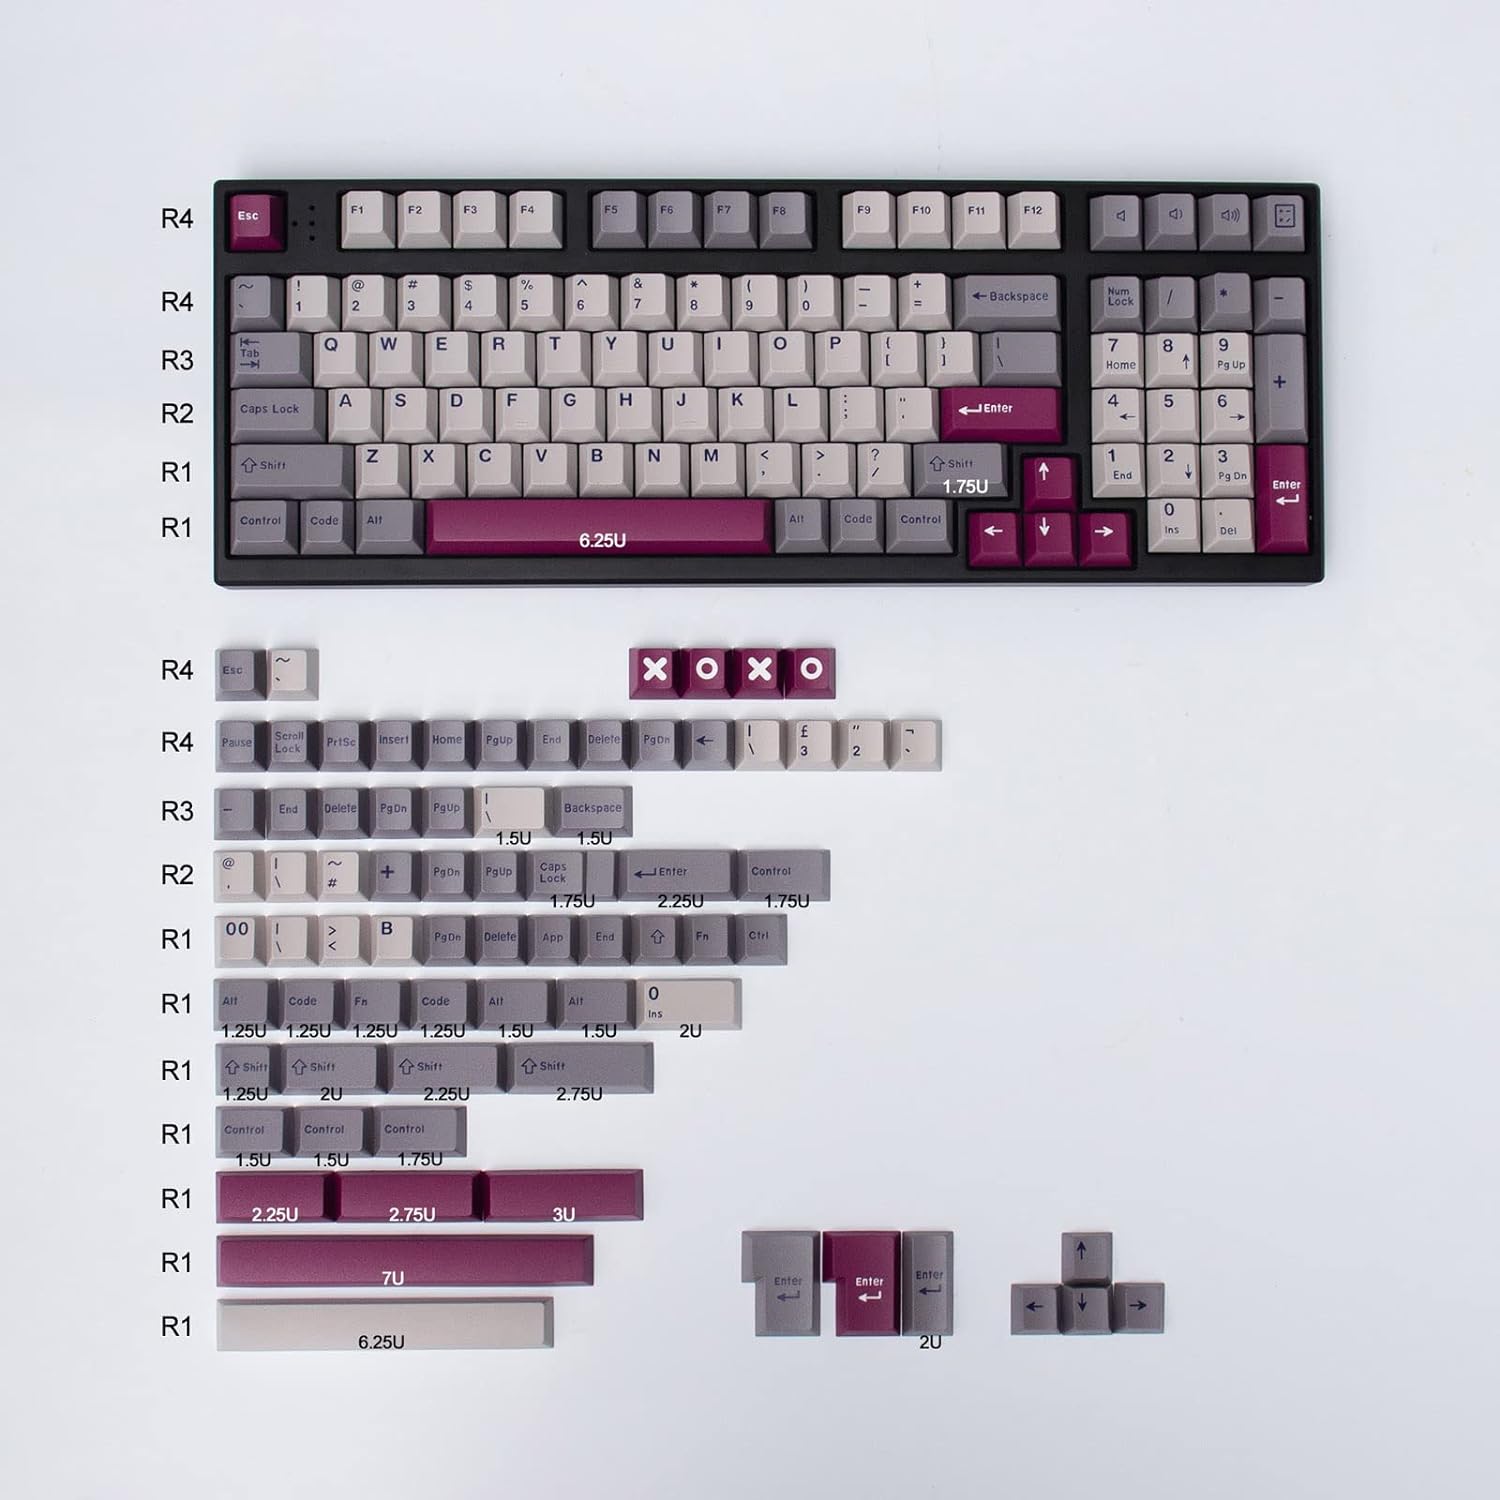 R4 Esc F1 F2 F3 F4 F5 F6 F7 F8 F9 F10 F11 F12
R4 ~ ` ! 1 @ 2 # 3 $ 4 % 5 ^ 6 & 7 * 8 ( 9 ) 0 — - + = ←Backspace Num Lock / * -
R3 Tab Q W E R T Y U I O P { [ } ] | \ 7 Home 8 ↑ 9 Pg Up +
R2 Caps Lock A S D F G H J K L : ; " ' Enter 4 ← 5 6 →
R1 Shift Z X C V B N M < , > . ? / Shift 1.75U ↑ 1 End 2 ↓ 3 Pg Dn Enter
R1 Control Code Alt 6.25U Alt Code Control ← ↓ → 0 Ins . Del
R4 Esc ~ ` X O X O
R4 Pause Scroll Lock PrtSc Insert Home PgUp End Delete PgDn ← | \ £ 3 " 2 ¬ `
R3 - End Delete PgDn PgUp | \ Backspace
1.5U 1.5U
R2 @ ' | \ ~ # + PgDn PgUp Caps Lock Enter Control
1.75U 2.25U 1.75U
R1 00 | \ > < B PgDn Delete App End ⇧ Fn Ctrl
R1 Alt Code Fn Code Alt Alt 0 Ins
1.25U 1.25U 1.25U 1.25U 1.5U 1.5U 2U
R1 Shift Shift Shift Shift
1.25U 2U 2.25U 2.75U
R1 Control Control Control
1.5U 1.5U 1.75U
R1 2.25U 2.75U 3U
R1 7U
Enter Enter Enter ↑
← ↓ →
R1 6.25U 2U